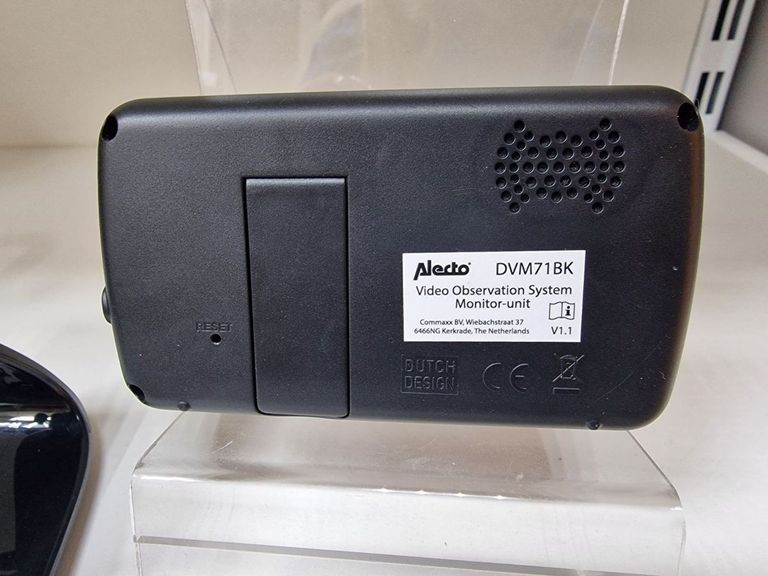 Alecto® DVM71BK
Video Observation System
Monitor-unit
Commaxx BV, Wiebachstraat 37
6466NG Kerkrade, The Netherlands
V1.1
RESET
DUTCH
DESIGN
CE